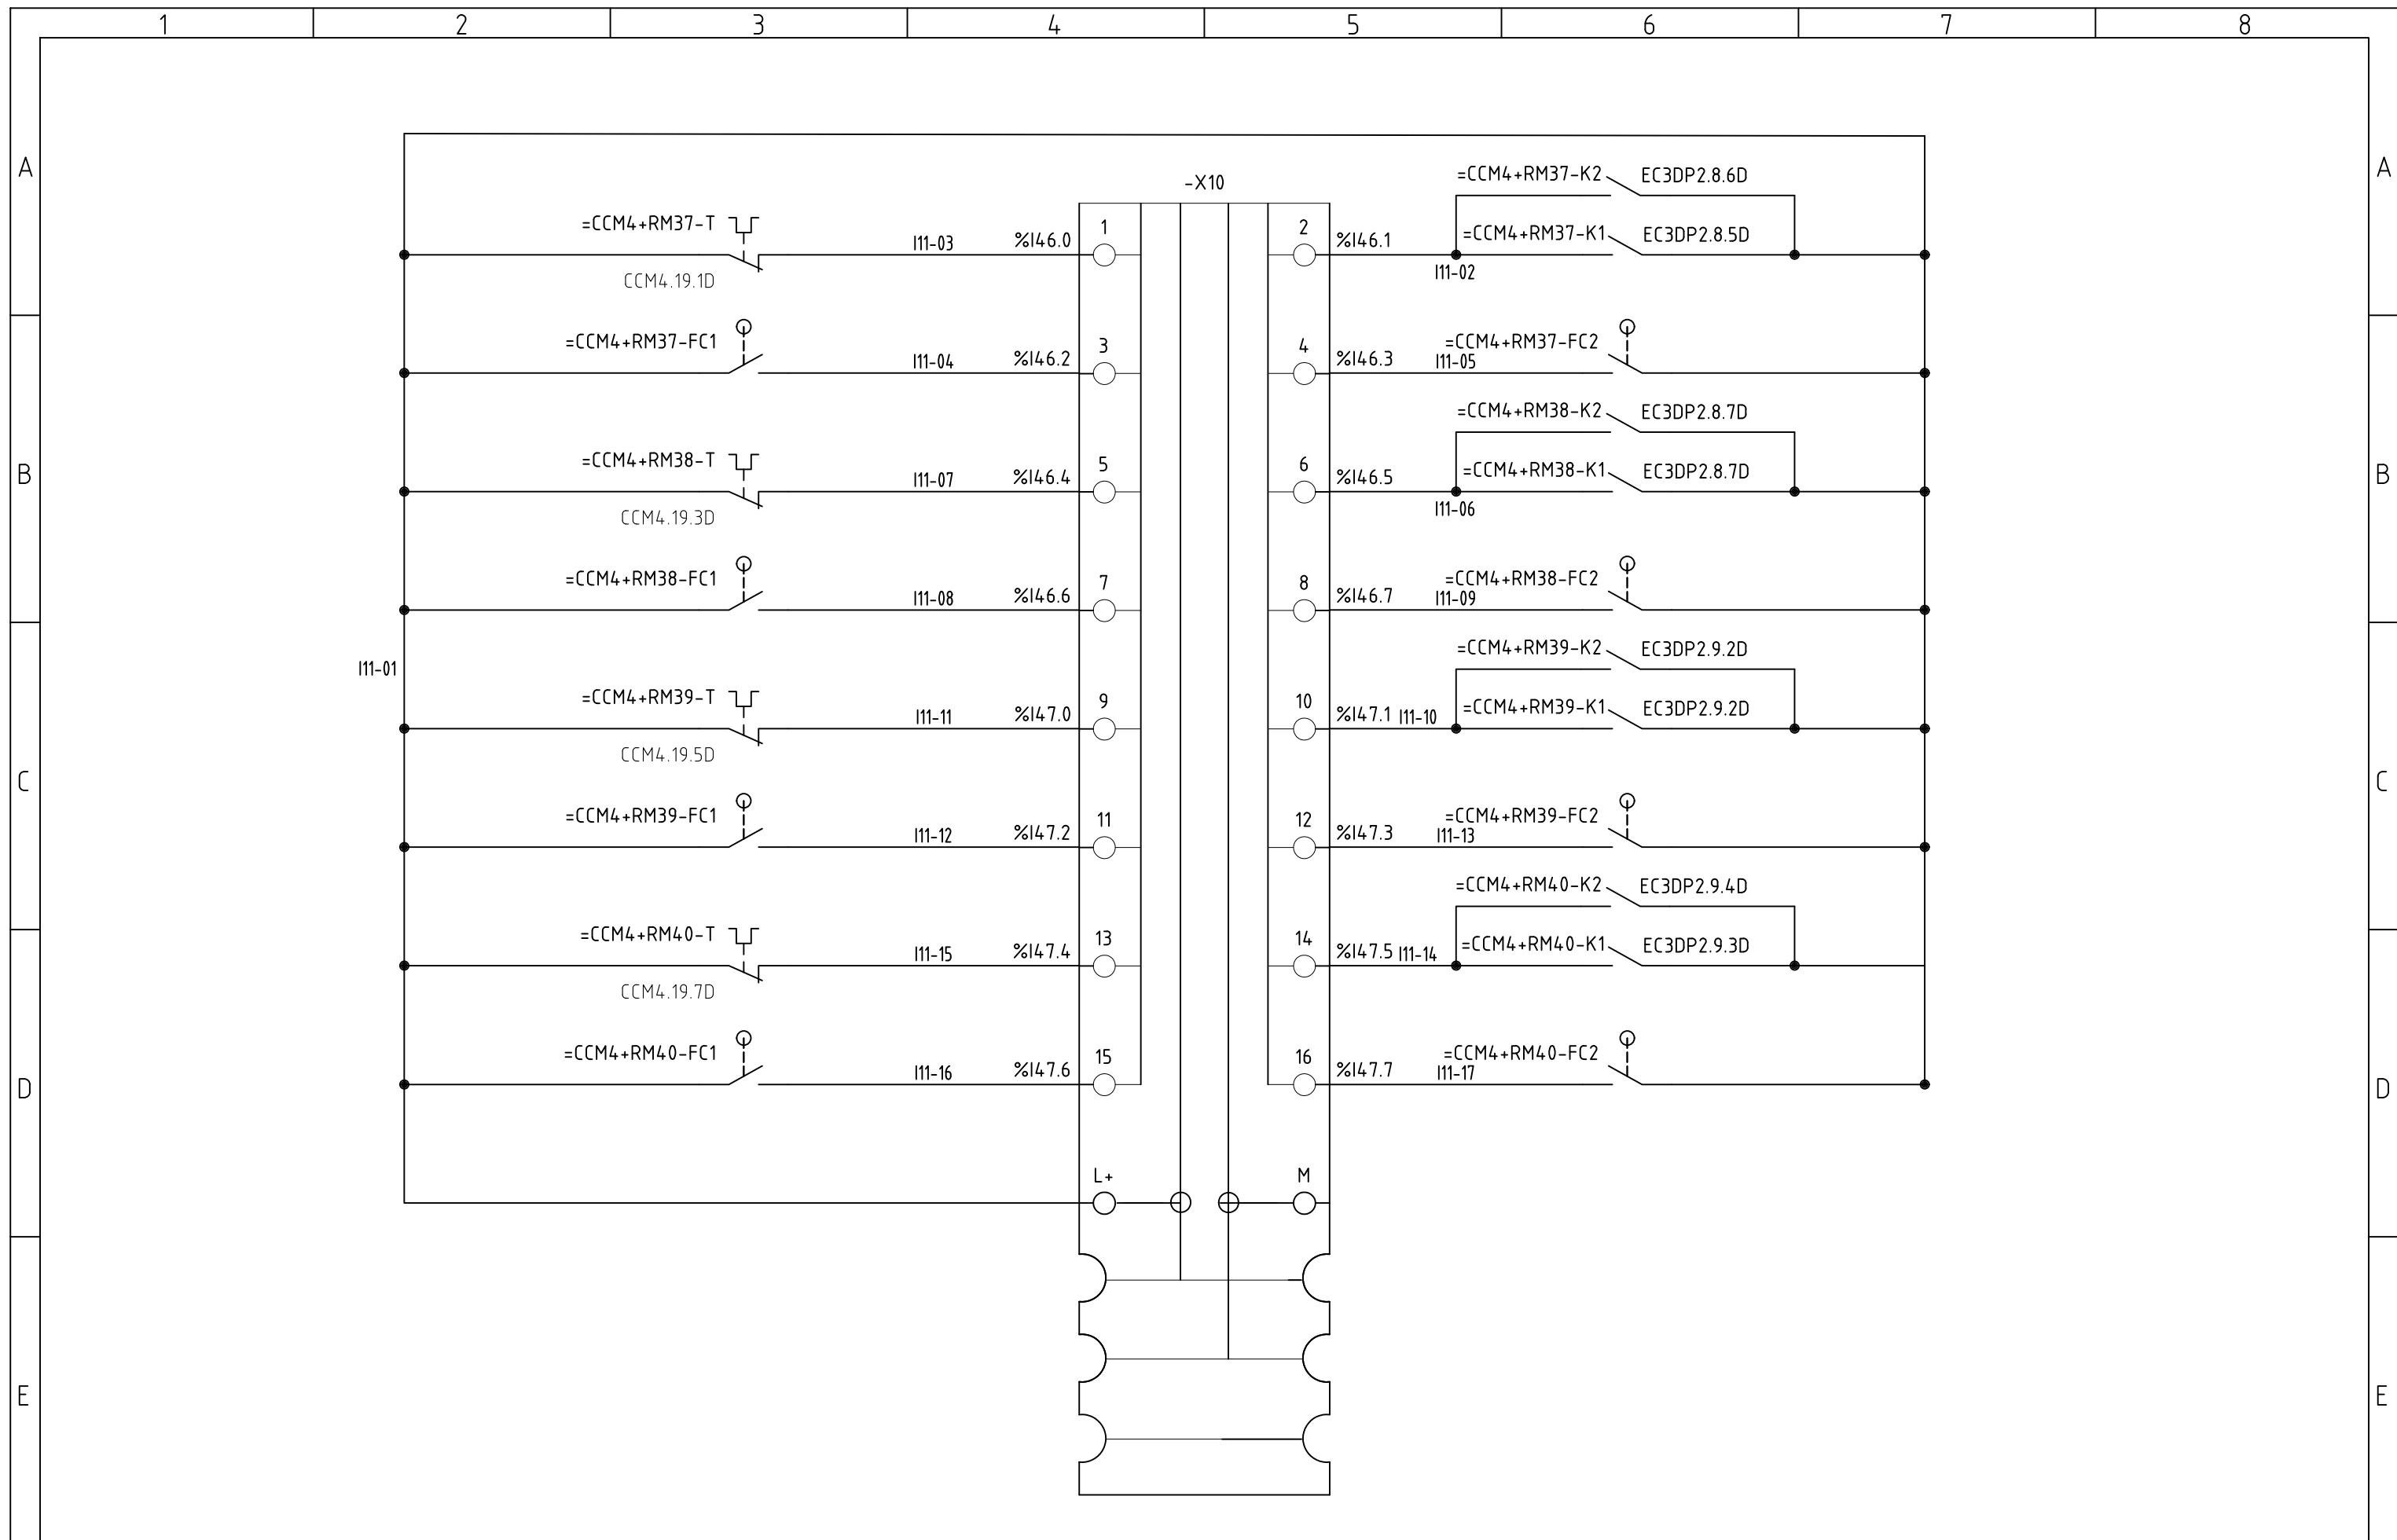 1 2 3 4 5 6 7 8
A A
-X10
=CCM4+RM37-K2 EC3DP2.8.6D
=CCM4+RM37-T I11-03 %I46.0 1 2 %I46.1 =CCM4+RM37-K1 EC3DP2.8.5D
CCM4.19.1D I11-02
=CCM4+RM37-FC1 I11-04 %I46.2 3 4 %I46.3 I11-05 =CCM4+RM37-FC2
=CCM4+RM38-K2 EC3DP2.8.7D
B B
=CCM4+RM38-T I11-07 %I46.4 5 6 %I46.5 =CCM4+RM38-K1 EC3DP2.8.7D
CCM4.19.3D I11-06
=CCM4+RM38-FC1 I11-08 %I46.6 7 8 %I46.7 I11-09 =CCM4+RM38-FC2
I11-01 =CCM4+RM39-K2 EC3DP2.9.2D
=CCM4+RM39-T I11-11 %I47.0 9 10 %I47.1 I11-10 =CCM4+RM39-K1 EC3DP2.9.2D
CCM4.19.5D
C C
=CCM4+RM39-FC1 I11-12 %I47.2 11 12 %I47.3 I11-13 =CCM4+RM39-FC2
=CCM4+RM40-K2 EC3DP2.9.4D
=CCM4+RM40-T I11-15 %I47.4 13 14 %I47.5 I11-14 =CCM4+RM40-K1 EC3DP2.9.3D
CCM4.19.7D
D D
=CCM4+RM40-FC1 I11-16 %I47.6 15 16 %I47.7 I11-17 =CCM4+RM40-FC2
L+ M
E E